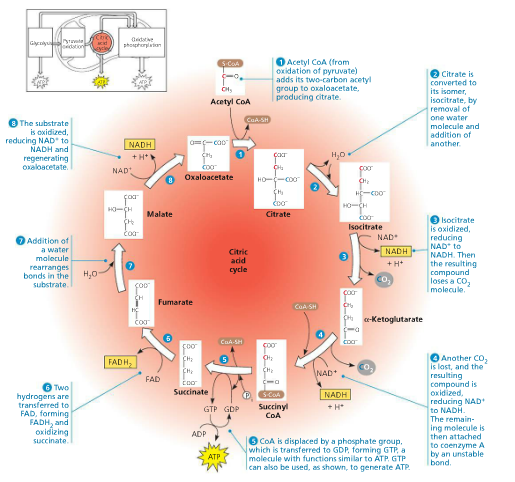 Glycolysis
Pyruvate
oxidation
Citric
acid
cycle
Oxidative
phosphorylation
ATP
ATP
ATP
S-CoA
C=O
CH₃
Acetyl CoA
1 Acetyl CoA (from
oxidation of pyruvate)
adds its two-carbon acetyl
group to oxaloacetate,
producing citrate.
2 Citrate is
converted to
its isomer,
isocitrate, by
removal of
one water
molecule and
addition of
another.
8 The substrate
is oxidized,
reducing NAD⁺ to
NADH and
regenerating
oxaloacetate.
NADH
+ H⁺
NAD⁺
8
CoA-SH
1
O=C–COO⁻
CH₂
COO⁻
Oxaloacetate
COO⁻
CH₂
HO–C–COO⁻
CH₂
COO⁻
Citrate
H₂O
2
COO⁻
CH₂
HC–COO⁻
HO–CH
COO⁻
Isocitrate
COO⁻
HO–CH
CH₂
COO⁻
Malate
3 Isocitrate
is oxidized,
reducing
NAD⁺ to
NADH. Then
the resulting
compound
loses a CO₂
molecule.
NAD⁺
NADH
+ H⁺
3
CO₂
7 Addition of
a water
molecule
rearranges
bonds in the
substrate.
H₂O
7
Citric
acid
cycle
COO⁻
CH
HC
COO⁻
Fumarate
CoA-SH
COO⁻
CH₂
CH₂
C=O
COO⁻
α-Ketoglutarate
4
CO₂
NAD⁺
NADH
+ H⁺
4 Another CO₂
is lost, and the
resulting
compound is
oxidized,
reducing NAD⁺
to NADH.
The remain-
ing molecule is
then attached
to coenzyme A
by an unstable
bond.
6
FADH₂
FAD
6 Two
hydrogens are
transferred to
FAD, forming
FADH₂ and
oxidizing
succinate.
COO⁻
CH₂
CH₂
COO⁻
Succinate
CoA-SH
5
P
GTP GDP
ADP
ATP
COO⁻
CH₂
CH₂
C=O
S-CoA
Succinyl
CoA
5 CoA is displaced by a phosphate group,
which is transferred to GDP, forming GTP, a
molecule with functions similar to ATP. GTP
can also be used, as shown, to generate ATP.